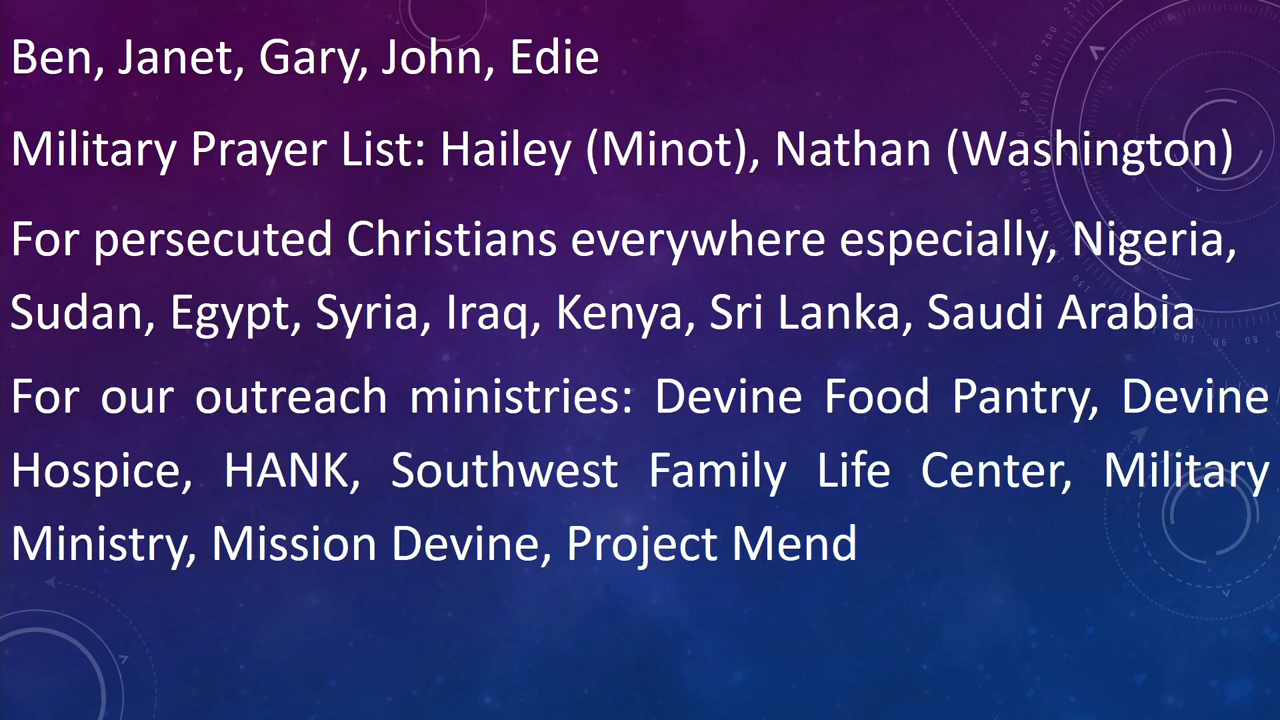 Ben, Janet, Gary, John, Edie
Military Prayer List: Hailey (Minot), Nathan (Washington)
For persecuted Christians everywhere especially, Nigeria,
Sudan, Egypt, Syria, Iraq, Kenya, Sri Lanka, Saudi Arabia
For our outreach ministries: Devine Food Pantry, Devine
Hospice, HANK, Southwest Family Life Center, Military
Ministry, Mission Devine, Project Mend